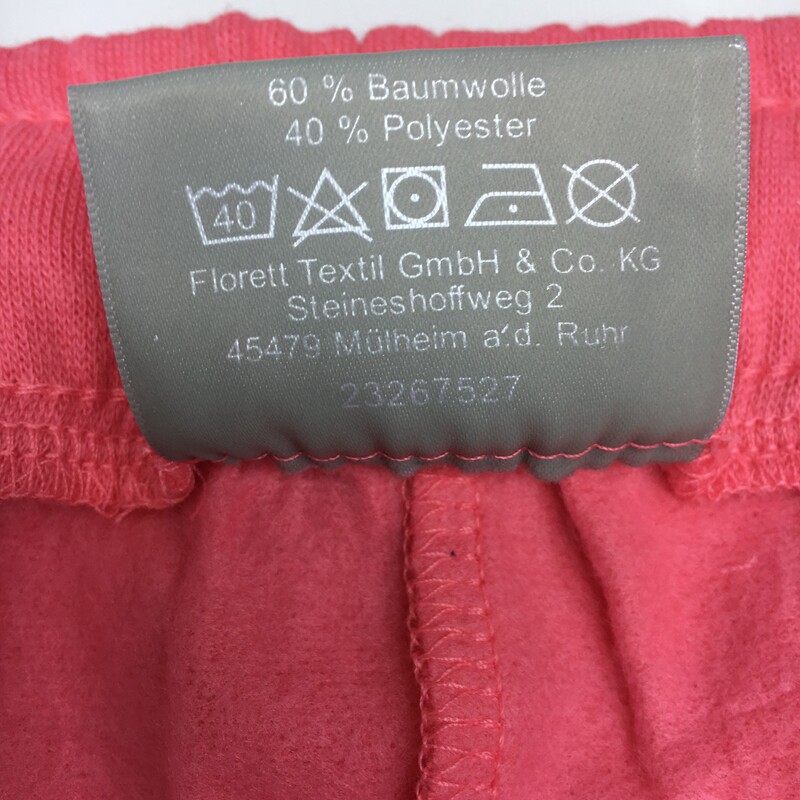 60 % Baumwolle
40 % Polyester
40
Florett Textil GmbH & Co. KG
Steineshoffweg 2
45479 Mülheim a.d. Ruhr
23267527